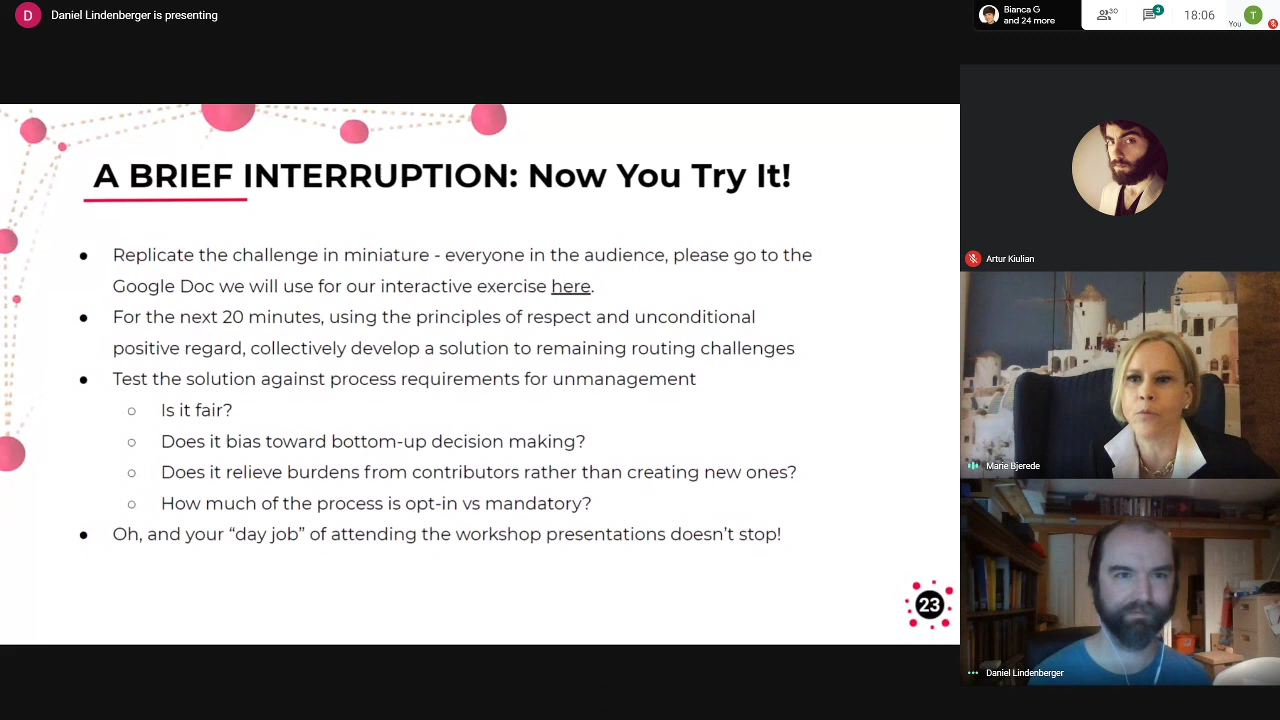 D
Daniel Lindenberger is presenting
Bianca G
and 24 more
30
3
18:06
You
T
A BRIEF INTERRUPTION: Now You Try It!
● Replicate the challenge in miniature - everyone in the audience, please go to the
Google Doc we will use for our interactive exercise here.
● For the next 20 minutes, using the principles of respect and unconditional
positive regard, collectively develop a solution to remaining routing challenges
● Test the solution against process requirements for unmanagement
○ Is it fair?
○ Does it bias toward bottom-up decision making?
○ Does it relieve burdens from contributors rather than creating new ones?
○ How much of the process is opt-in vs mandatory?
● Oh, and your “day job” of attending the workshop presentations doesn’t stop!
23
Artur Kiulian
Marie Bjerede
Daniel Lindenberger